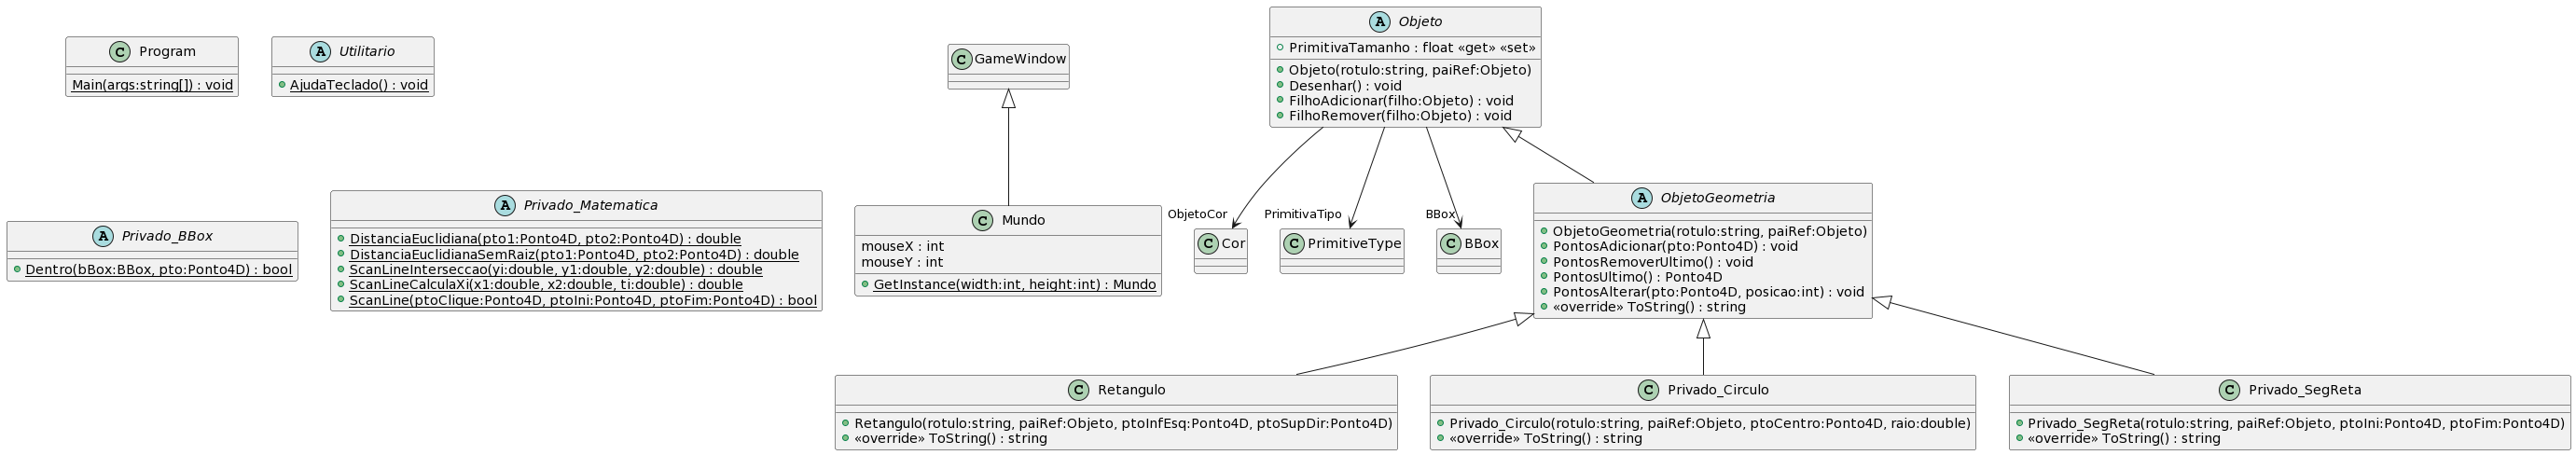 C Program
Main(args:string[]) : void
A Utilitario
AjudaTeclado() : void
C GameWindow
A Objeto
PrimitivaTamanho : float «get» «set»
Objeto(rotulo:string, paiRef:Objeto)
Desenhar() : void
FilhoAdicionar(filho:Objeto) : void
FilhoRemover(filho:Objeto) : void
A Privado_BBox
Dentro(bBox:BBox, pto:Ponto4D) : bool
A Privado_Matematica
DistanciaEuclidiana(pto1:Ponto4D, pto2:Ponto4D) : double
DistanciaEuclidianaSemRaiz(pto1:Ponto4D, pto2:Ponto4D) : double
ScanLineInterseccao(yi:double, y1:double, y2:double) : double
ScanLineCalculaXi(x1:double, x2:double, ti:double) : double
ScanLine(ptoClique:Ponto4D, ptoIni:Ponto4D, ptoFim:Ponto4D) : bool
C Mundo
mouseX : int
mouseY : int
GetInstance(width:int, height:int) : Mundo
ObjetoCor
C Cor
PrimitivaTipo
C PrimitiveType
BBox
C BBox
A ObjetoGeometria
ObjetoGeometria(rotulo:string, paiRef:Objeto)
PontosAdicionar(pto:Ponto4D) : void
PontosRemoverUltimo() : void
PontosUltimo() : Ponto4D
PontosAlterar(pto:Ponto4D, posicao:int) : void
«override» ToString() : string
C Retangulo
Retangulo(rotulo:string, paiRef:Objeto, ptoInfEsq:Ponto4D, ptoSupDir:Ponto4D)
«override» ToString() : string
C Privado_Circulo
Privado_Circulo(rotulo:string, paiRef:Objeto, ptoCentro:Ponto4D, raio:double)
«override» ToString() : string
C Privado_SegReta
Privado_SegReta(rotulo:string, paiRef:Objeto, ptoIni:Ponto4D, ptoFim:Ponto4D)
«override» ToString() : string